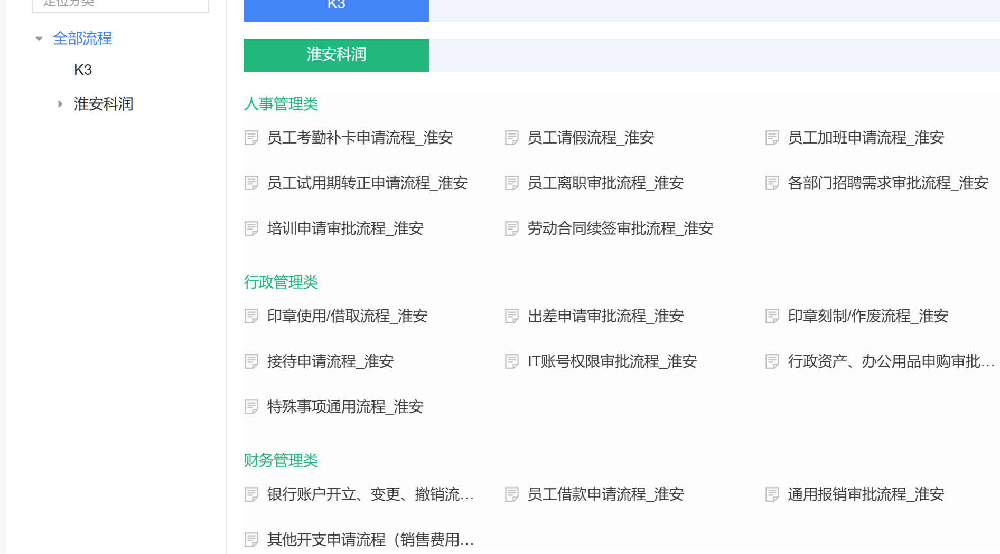 定位分类
全部流程
K3
淮安科润
K3
淮安科润
人事管理类
员工考勤补卡申请流程_淮安
员工请假流程_淮安
员工加班申请流程_淮安
员工试用期转正申请流程_淮安
员工离职审批流程_淮安
各部门招聘需求审批流程_淮安
培训申请审批流程_淮安
劳动合同续签审批流程_淮安
行政管理类
印章使用/借取流程_淮安
出差申请审批流程_淮安
印章刻制/作废流程_淮安
接待申请流程_淮安
IT账号权限审批流程_淮安
行政资产、办公用品申购审批...
特殊事项通用流程_淮安
财务管理类
银行账户开立、变更、撤销流...
员工借款申请流程_淮安
通用报销审批流程_淮安
其他开支申请流程（销售费用...